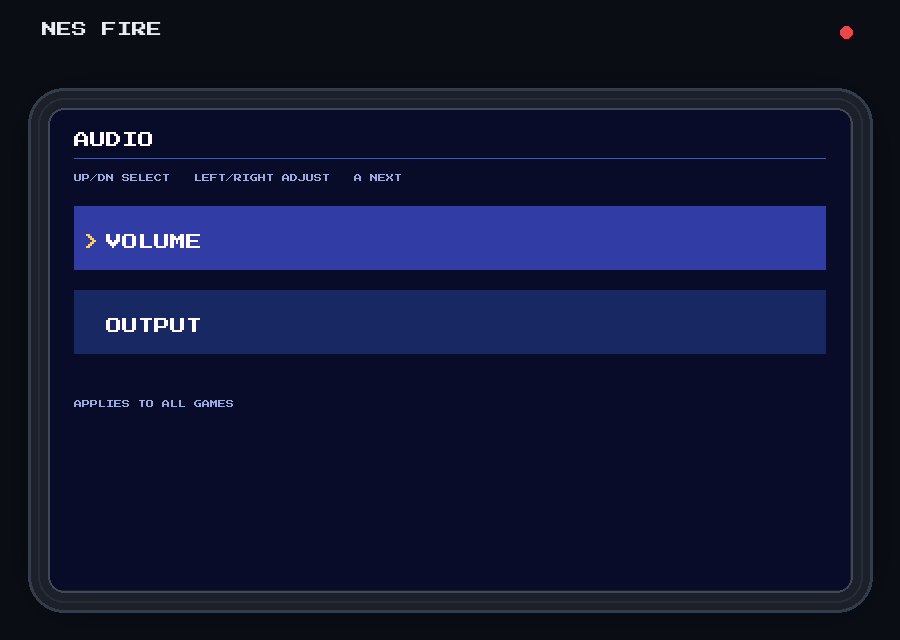 NES FIRE
AUDIO
UP/DN SELECT   LEFT/RIGHT ADJUST   A NEXT
> VOLUME
OUTPUT
APPLIES TO ALL GAMES